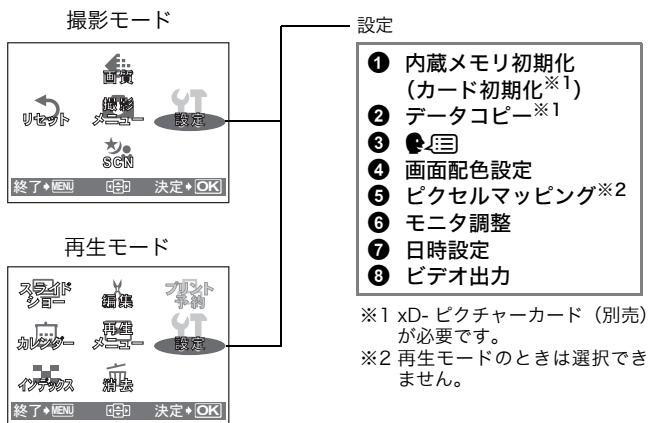 撮影モード
画質
リセット
撮影
メニュー
設定
SCN
終了 MENU 決定 OK
再生モード
スライド
ショー
編集
プリント
予約
カレンダー
再生
メニュー
設定
インデックス
消去
終了 MENU 決定 OK
設定
❶ 内蔵メモリ初期化
(カード初期化※1)
❷ データコピー※1
❸
❹ 画面配色設定
❺ ピクセルマッピング※2
❻ モニタ調整
❼ 日時設定
❽ ビデオ出力
※1 xD- ピクチャーカード（別売）
が必要です。
※2 再生モードのときは選択でき
ません。